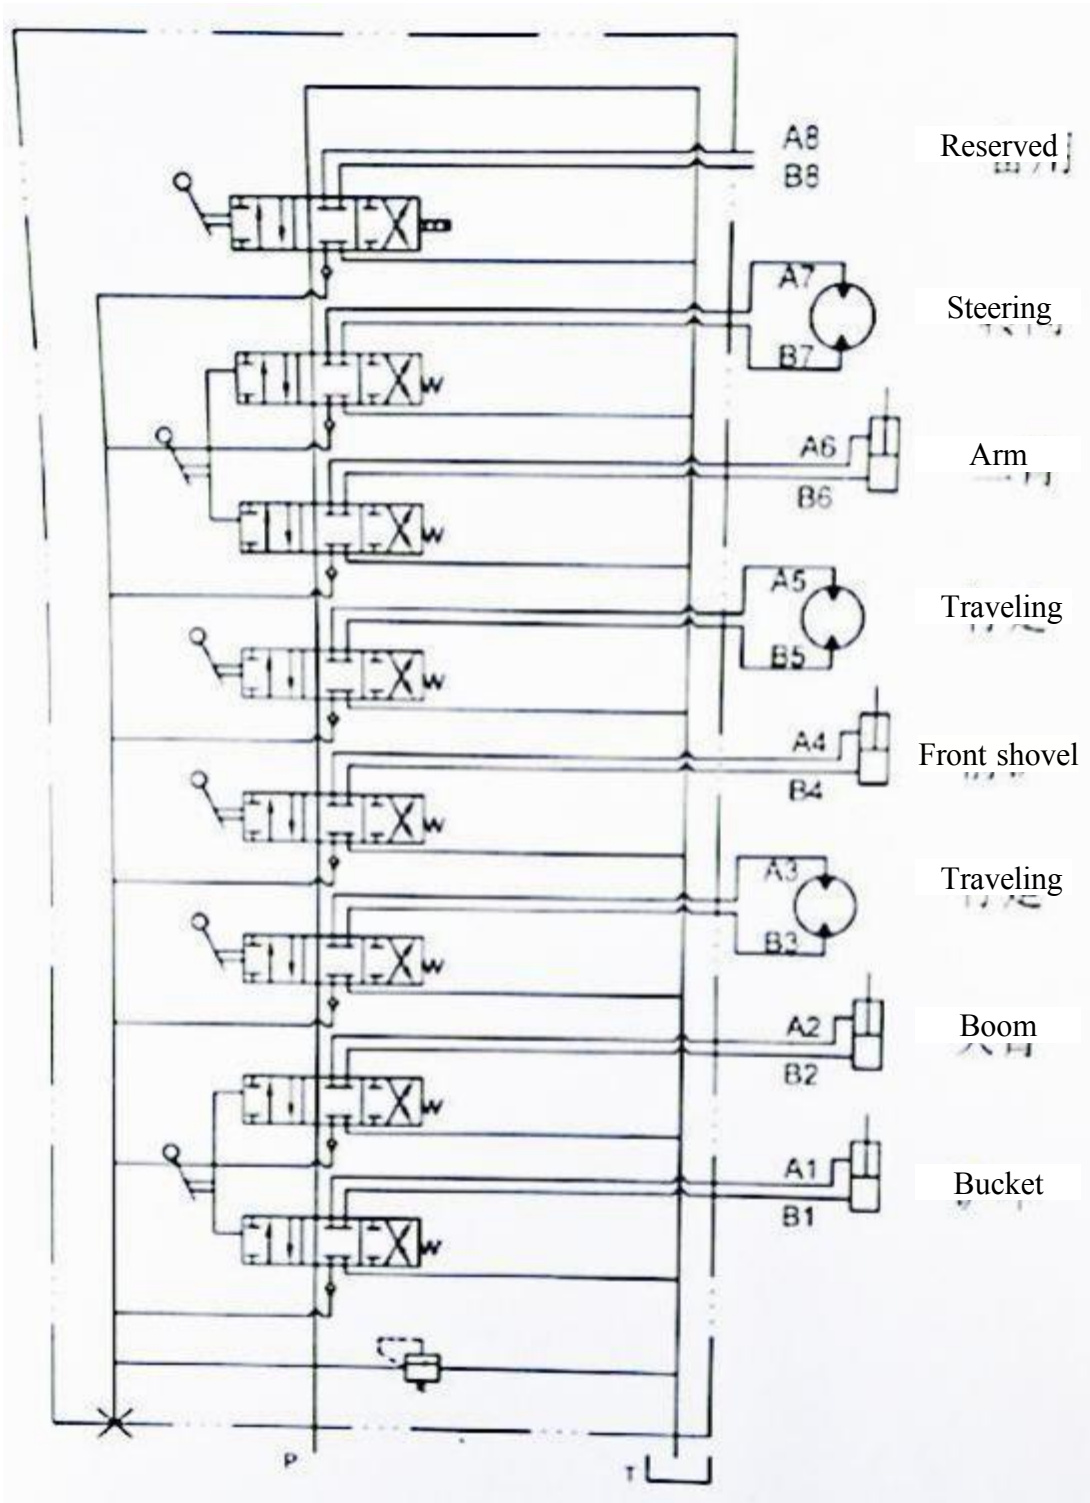 A8
Reserved
B8
A7
Steering
B7
A6
Arm
B6
A5
Traveling
B5
A4
Front shovel
B4
A3
Traveling
B3
A2
Boom
B2
A1
Bucket
B1
P
T